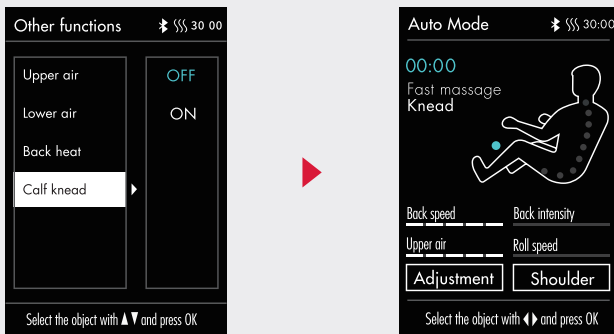 Other functions 30 00
Upper air OFF
Lower air ON
Back heat
Calf knead
Select the object with ▲▼ and press OK
Auto Mode 30:00
00:00
Fast massage
Knead
Back speed Back intensity
Upper air Roll speed
Adjustment Shoulder
Select the object with ◀▶ and press OK